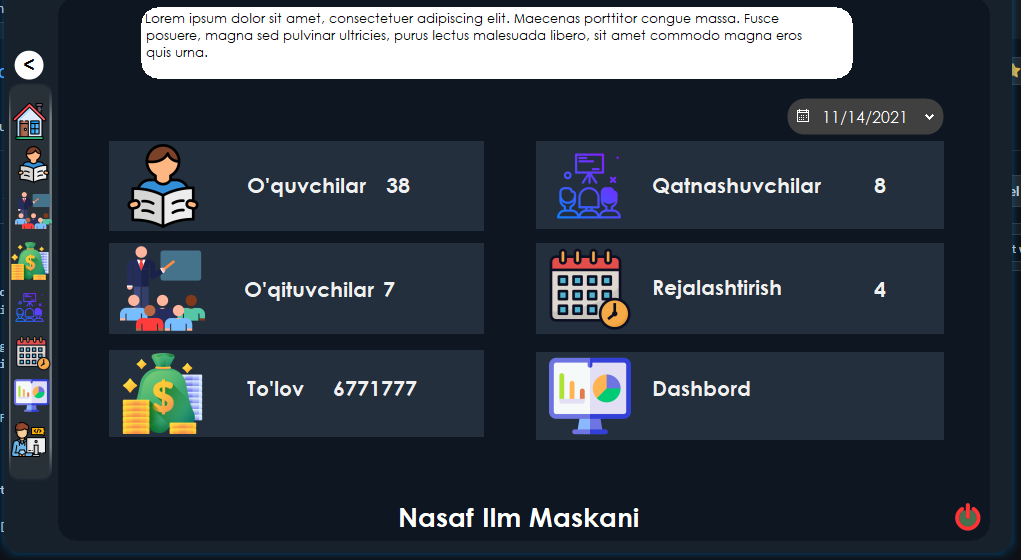 Lorem ipsum dolor sit amet, consectetuer adipiscing elit. Maecenas porttitor congue massa. Fusce
posuere, magna sed pulvinar ultricies, purus lectus malesuada libero, sit amet commodo magna eros
quis urna.
<
11/14/2021
O'quvchilar 38
Qatnashuvchilar 8
O'qituvchilar 7
Rejalashtirish 4
To'lov 6771777
Dashbord
Nasaf Ilm Maskani